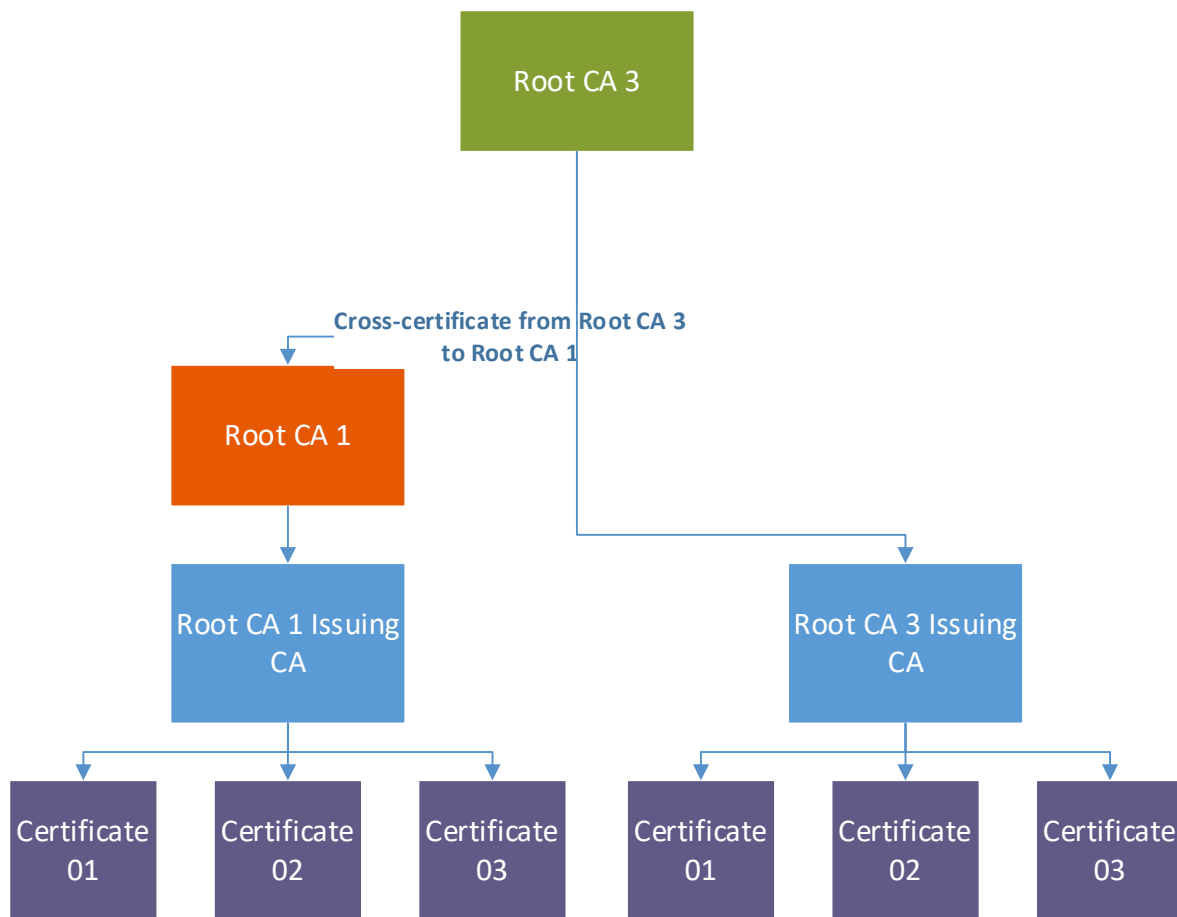 Root CA 3
Cross-certificate from Root CA 3
to Root CA 1
Root CA 1
Root CA 1 Issuing
CA
Root CA 3 Issuing
CA
Certificate
01
Certificate
02
Certificate
03
Certificate
01
Certificate
02
Certificate
03